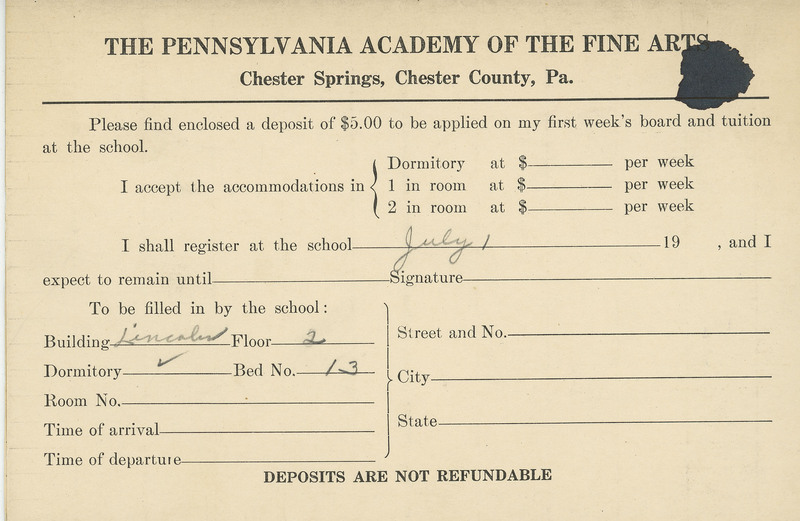 THE PENNSYLVANIA ACADEMY OF THE FINE ARTS
Chester Springs, Chester County, Pa.
Please find enclosed a deposit of $5.00 to be applied on my first week's board and tuition
at the school.
I accept the accommodations in
Dormitory at $ per week
1 in room at $ per week
2 in room at $ per week
I shall register at the school July 1 19 , and I
expect to remain until Signature
To be filled in by the school:
Building Lincoln Floor 2
Dormitory ✓ Bed No. 13
Room No.
Time of arrival
Time of departure
Street and No.
City
State
DEPOSITS ARE NOT REFUNDABLE